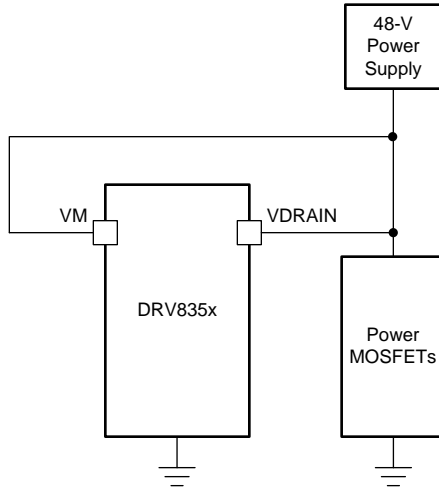 48-V
Power
Supply
VM
VDRAIN
DRV835x
Power
MOSFETs